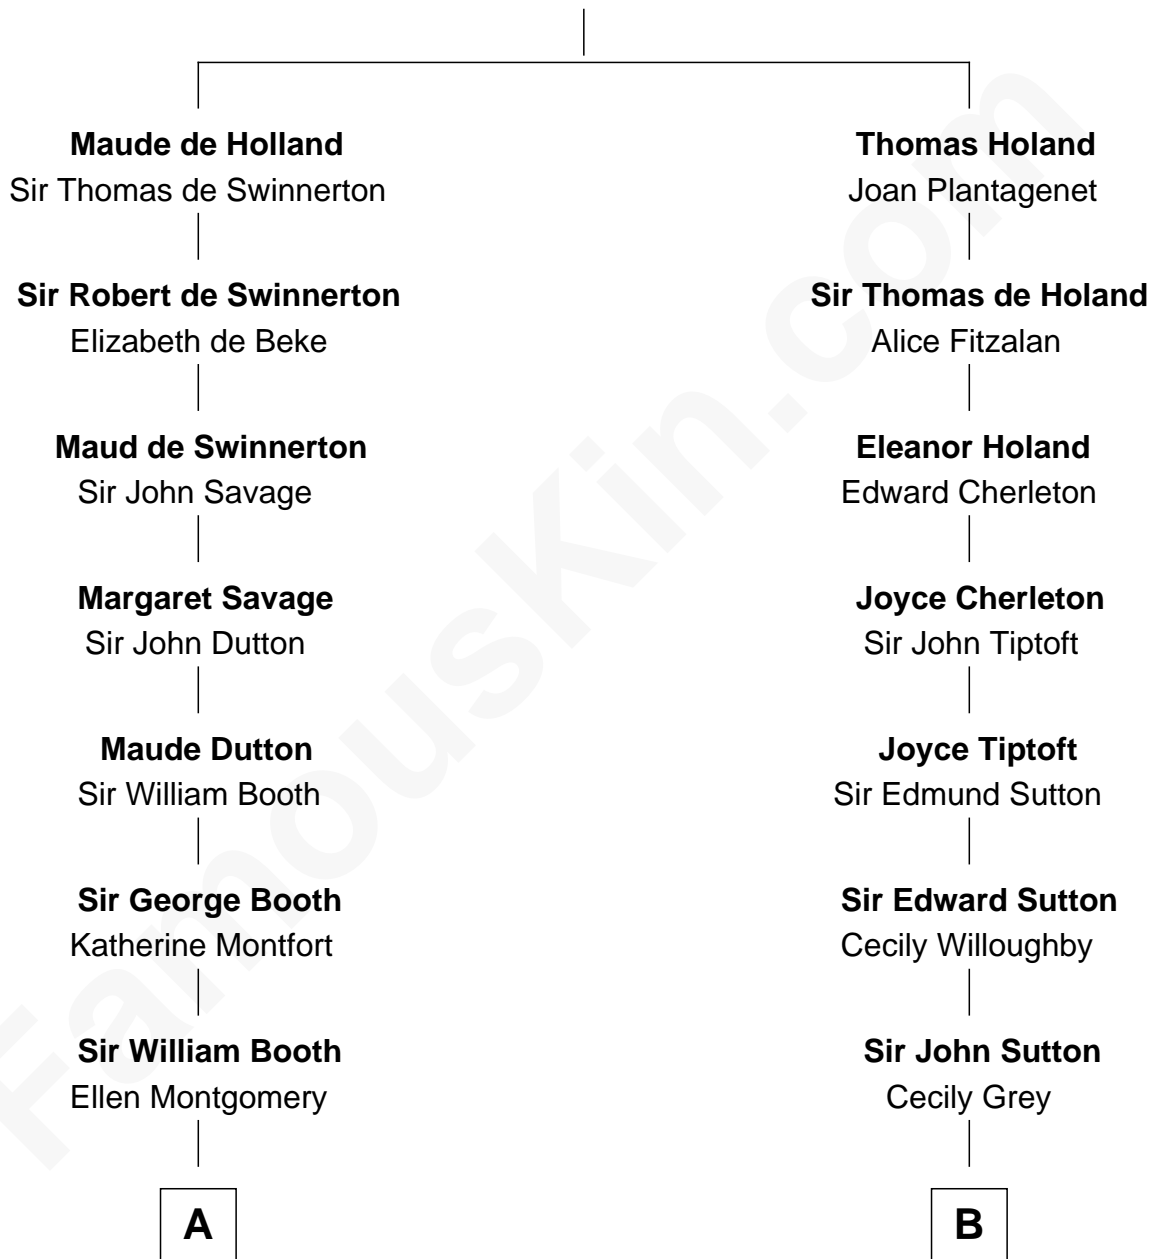 Maude de Holland
Sir Thomas de Swinnerton
Sir Robert de Swinnerton
Elizabeth de Beke
Maud de Swinnerton
Sir John Savage
Margaret Savage
Sir John Dutton
Maude Dutton
Sir William Booth
Sir George Booth
Katherine Montfort
Sir William Booth
Ellen Montgomery
A
Thomas Holand
Joan Plantagenet
Sir Thomas de Holand
Alice Fitzalan
Eleanor Holand
Edward Cherleton
Joyce Cherleton
Sir John Tiptoft
Joyce Tiptoft
Sir Edmund Sutton
Sir Edward Sutton
Cecily Willoughby
Sir John Sutton
Cecily Grey
B
FamousKin.com